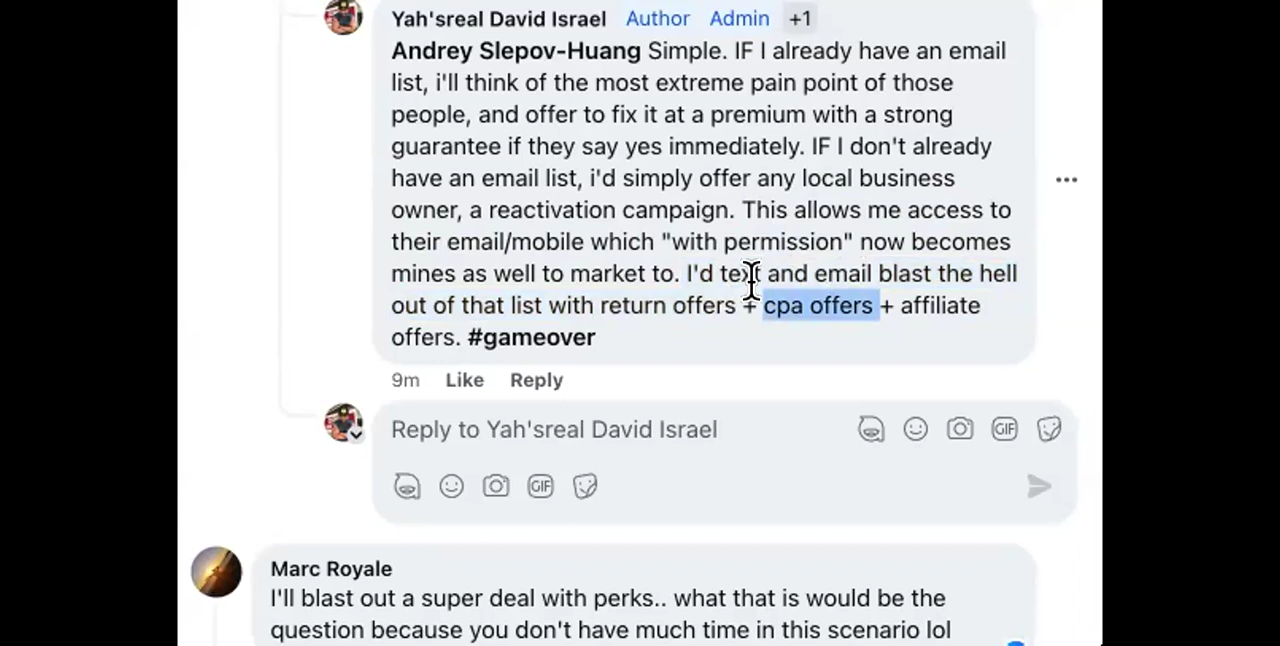 Yah'sreal David Israel Author Admin +1
Andrey Slepov-Huang Simple. IF I already have an email
list, i'll think of the most extreme pain point of those
people, and offer to fix it at a premium with a strong
guarantee if they say yes immediately. IF I don't already
have an email list, i'd simply offer any local business
owner, a reactivation campaign. This allows me access to
their email/mobile which "with permission" now becomes
mines as well to market to. I'd text and email blast the hell
out of that list with return offers + cpa offers + affiliate
offers. #gameover
9m Like Reply
Reply to Yah'sreal David Israel
GIF
GIF
Marc Royale
I'll blast out a super deal with perks.. what that is would be the
question because you don't have much time in this scenario lol